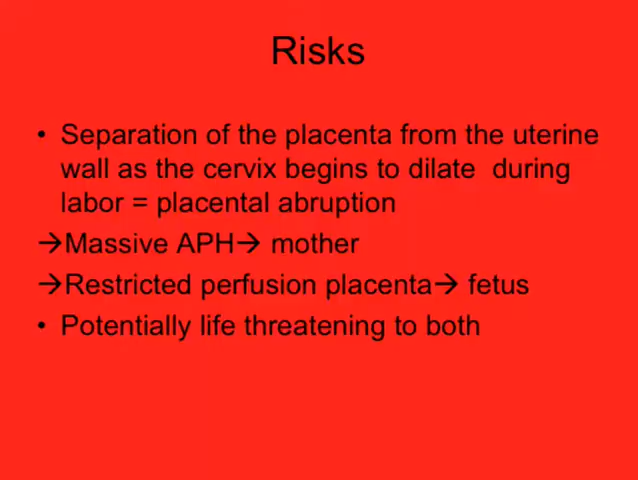 Risks
• Separation of the placenta from the uterine
wall as the cervix begins to dilate  during
labor = placental abruption
→Massive APH→ mother
→Restricted perfusion placenta→ fetus
• Potentially life threatening to both